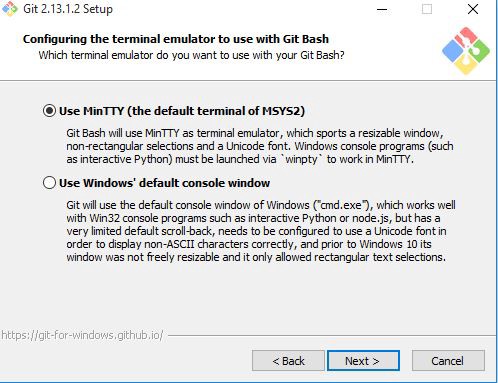 Git 2.13.1.2 Setup
Configuring the terminal emulator to use with Git Bash
Which terminal emulator do you want to use with your Git Bash?
Use MinTTY (the default terminal of MSYS2)
Git Bash will use MinTTY as terminal emulator, which sports a resizable window,
non-rectangular selections and a Unicode font. Windows console programs (such
as interactive Python) must be launched via `winpty` to work in MinTTY.
Use Windows' default console window
Git will use the default console window of Windows ("cmd.exe"), which works well
with Win32 console programs such as interactive Python or node.js, but has a
very limited default scroll-back, needs to be configured to use a Unicode font in
order to display non-ASCII characters correctly, and prior to Windows 10 its
window was not freely resizable and it only allowed rectangular text selections.
https://git-for-windows.github.io/
< Back Next > Cancel